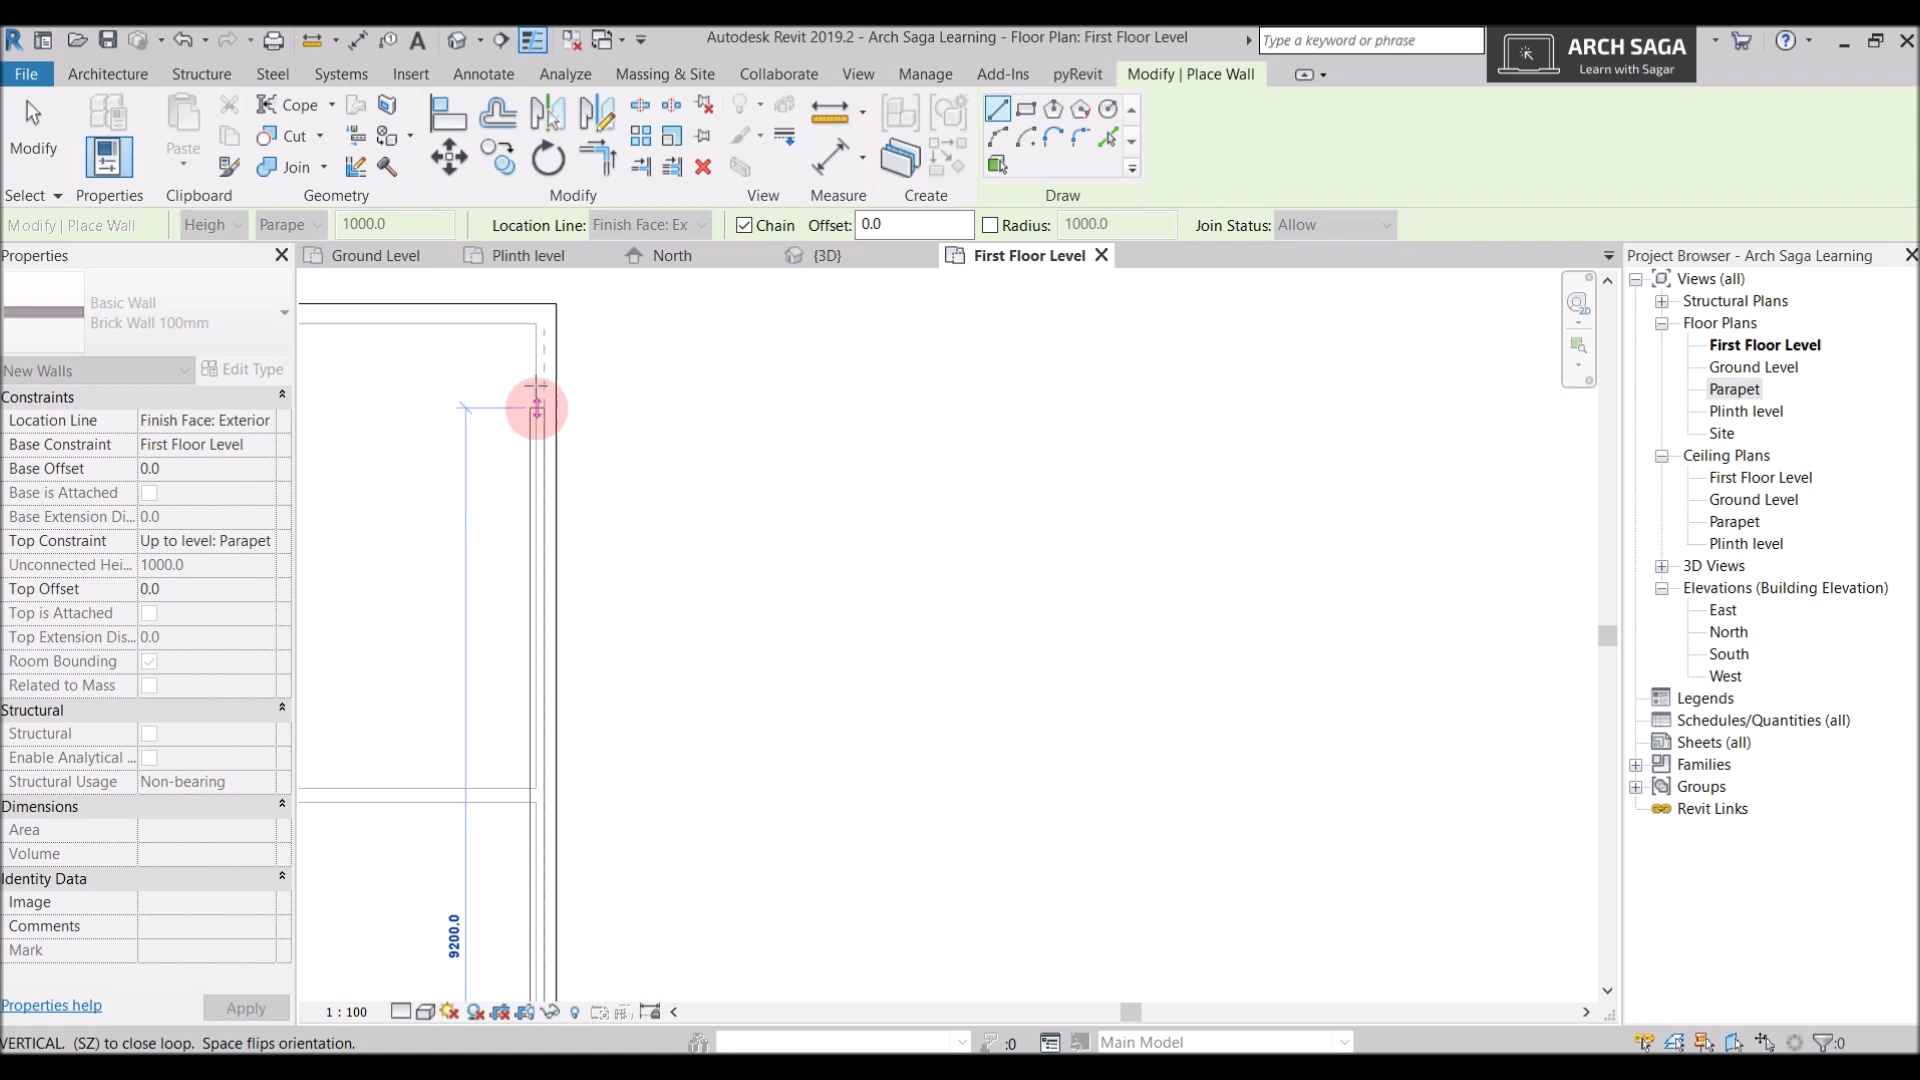 Autodesk Revit 2019.2 - Arch Saga Learning - Floor Plan: First Floor Level
Type a keyword or phrase
ARCH SAGA
Learn with Sagar
File Architecture Structure Steel Systems Insert Annotate Analyze Massing & Site Collaborate View Manage Add-Ins pyRevit Modify | Place Wall
Modify
Paste
Cope
Cut
Join
Select Properties Clipboard Geometry Modify View Measure Create Draw
Modify | Place Wall Heigh Parape 1000.0 Location Line: Finish Face: Ex Chain Offset: 0.0 Radius: 1000.0 Join Status: Allow
Properties
Ground Level Plinth level North {3D} First Floor Level
Basic Wall
Brick Wall 100mm
New Walls Edit Type
Constraints
Location Line Finish Face: Exterior
Base Constraint First Floor Level
Base Offset 0.0
Base is Attached
Base Extension Di... 0.0
Top Constraint Up to level: Parapet
Unconnected Hei... 1000.0
Top Offset 0.0
Top is Attached
Top Extension Dis... 0.0
Room Bounding
Related to Mass
Structural
Structural
Enable Analytical ...
Structural Usage Non-bearing
Dimensions
Area
Volume
Identity Data
Image
Comments
Mark
Properties help Apply
2D
9200.0
1 : 100
Project Browser - Arch Saga Learning
Views (all)
Structural Plans
Floor Plans
First Floor Level
Ground Level
Parapet
Plinth level
Site
Ceiling Plans
First Floor Level
Ground Level
Parapet
Plinth level
3D Views
Elevations (Building Elevation)
East
North
South
West
Legends
Schedules/Quantities (all)
Sheets (all)
Families
Groups
Revit Links
VERTICAL. (SZ) to close loop. Space flips orientation.
:0
Main Model
:0